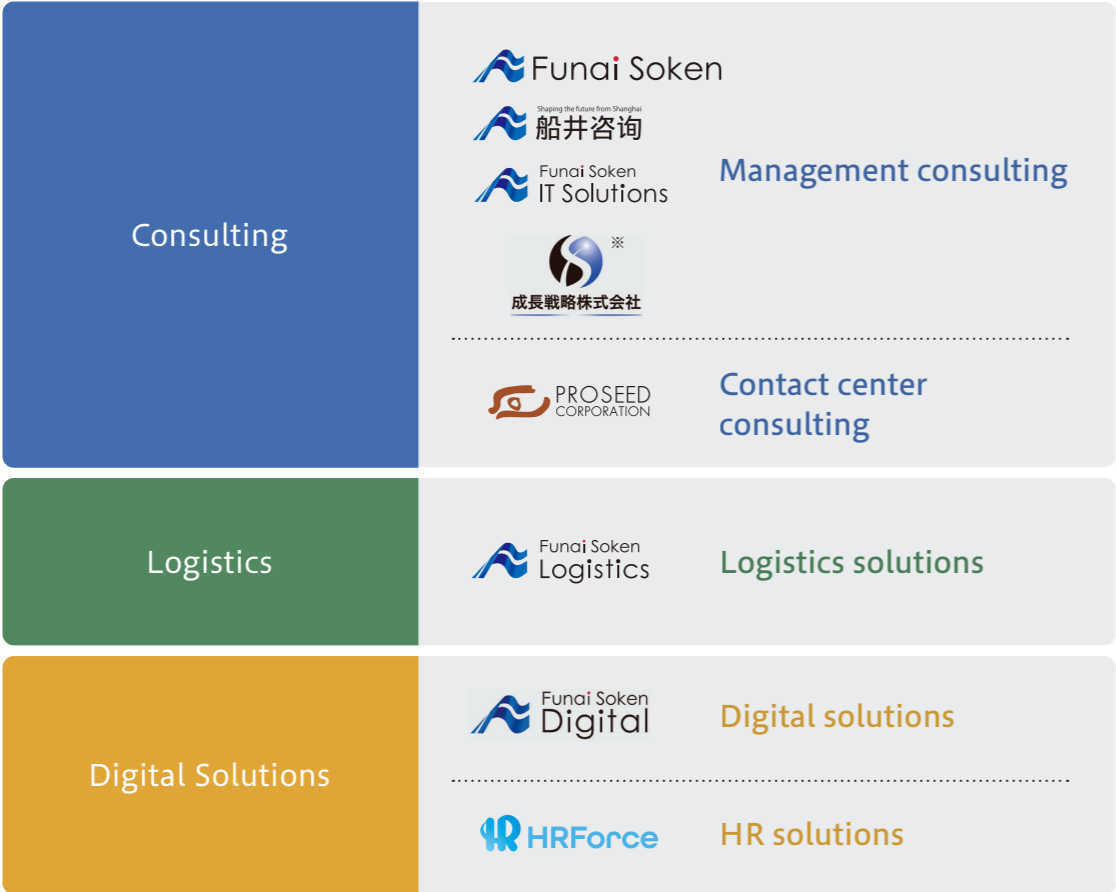 Consulting
Funai Soken
Shaping the future from Shanghai
船井咨询
Funai Soken
IT Solutions
※
成長戦略株式会社
Management consulting
PROSEED
CORPORATION
Contact center
consulting
Logistics
Funai Soken
Logistics
Logistics solutions
Digital Solutions
Funai Soken
Digital
Digital solutions
HR HRForce
HR solutions